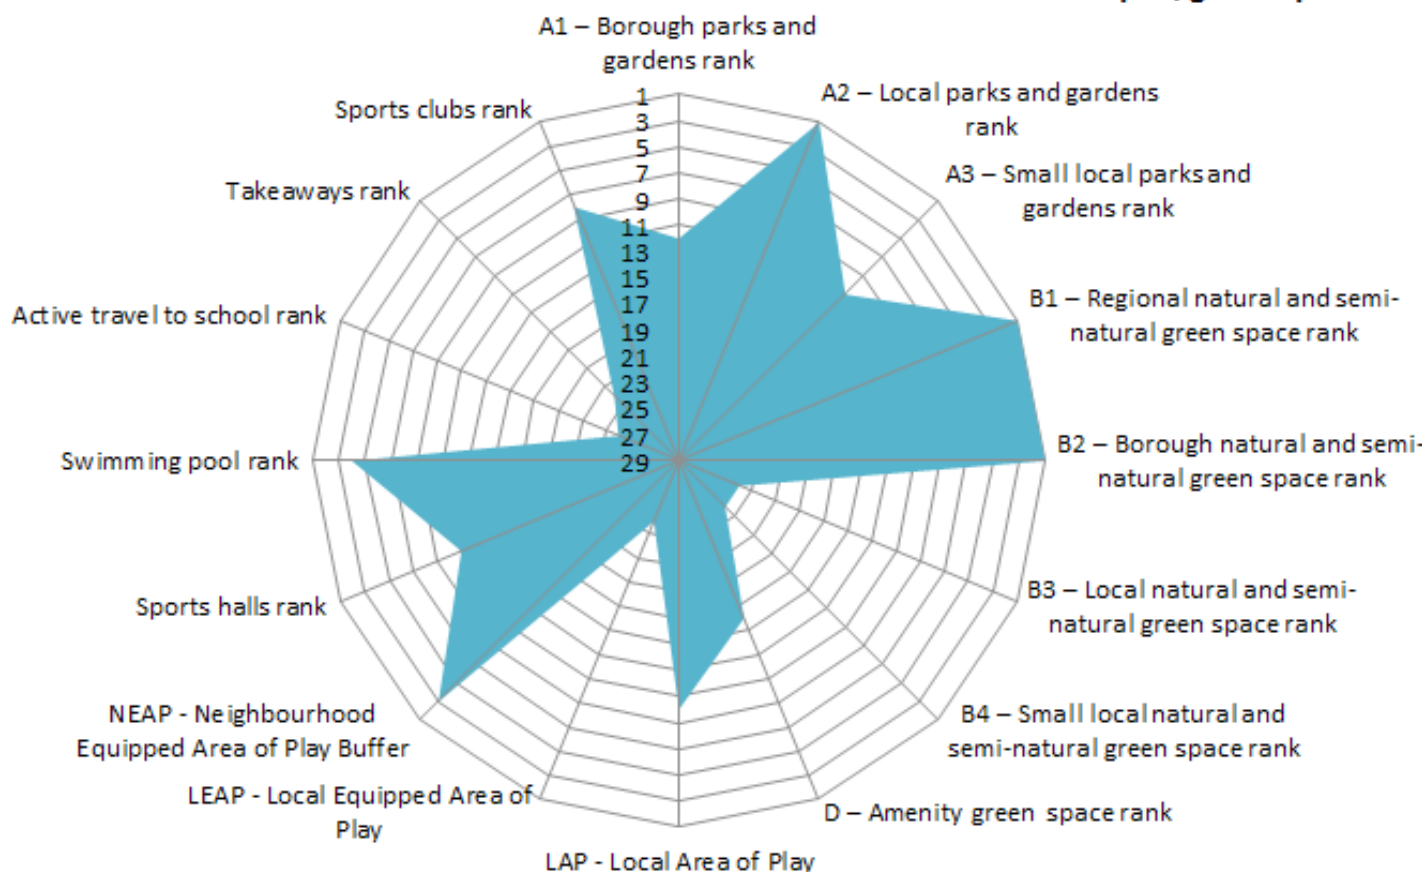 A1 – Borough parks and
gardens rank
A2 – Local parks and gardens
rank
A3 – Small local parks and
gardens rank
B1 – Regional natural and semi-
natural green space rank
B2 – Borough natural and semi-
natural green space rank
B3 – Local natural and semi-
natural green space rank
B4 – Small local natural and
semi-natural green space rank
D – Amenity green space rank
LAP - Local Area of Play
LEAP - Local Equipped Area of
Play
NEAP - Neighbourhood
Equipped Area of Play Buffer
Sports halls rank
Swimming pool rank
Active travel to school rank
Takeaways rank
Sports clubs rank
1
3
5
7
9
11
13
15
17
19
21
23
25
27
29